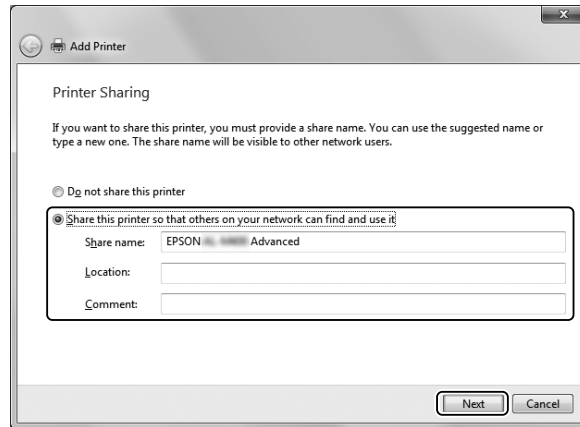 Add Printer
Printer Sharing
If you want to share this printer, you must provide a share name. You can use the suggested name or
type a new one. The share name will be visible to other network users.
Do not share this printer
Share this printer so that others on your network can find and use it
Share name: EPSON Advanced
Location:
Comment:
Next Cancel